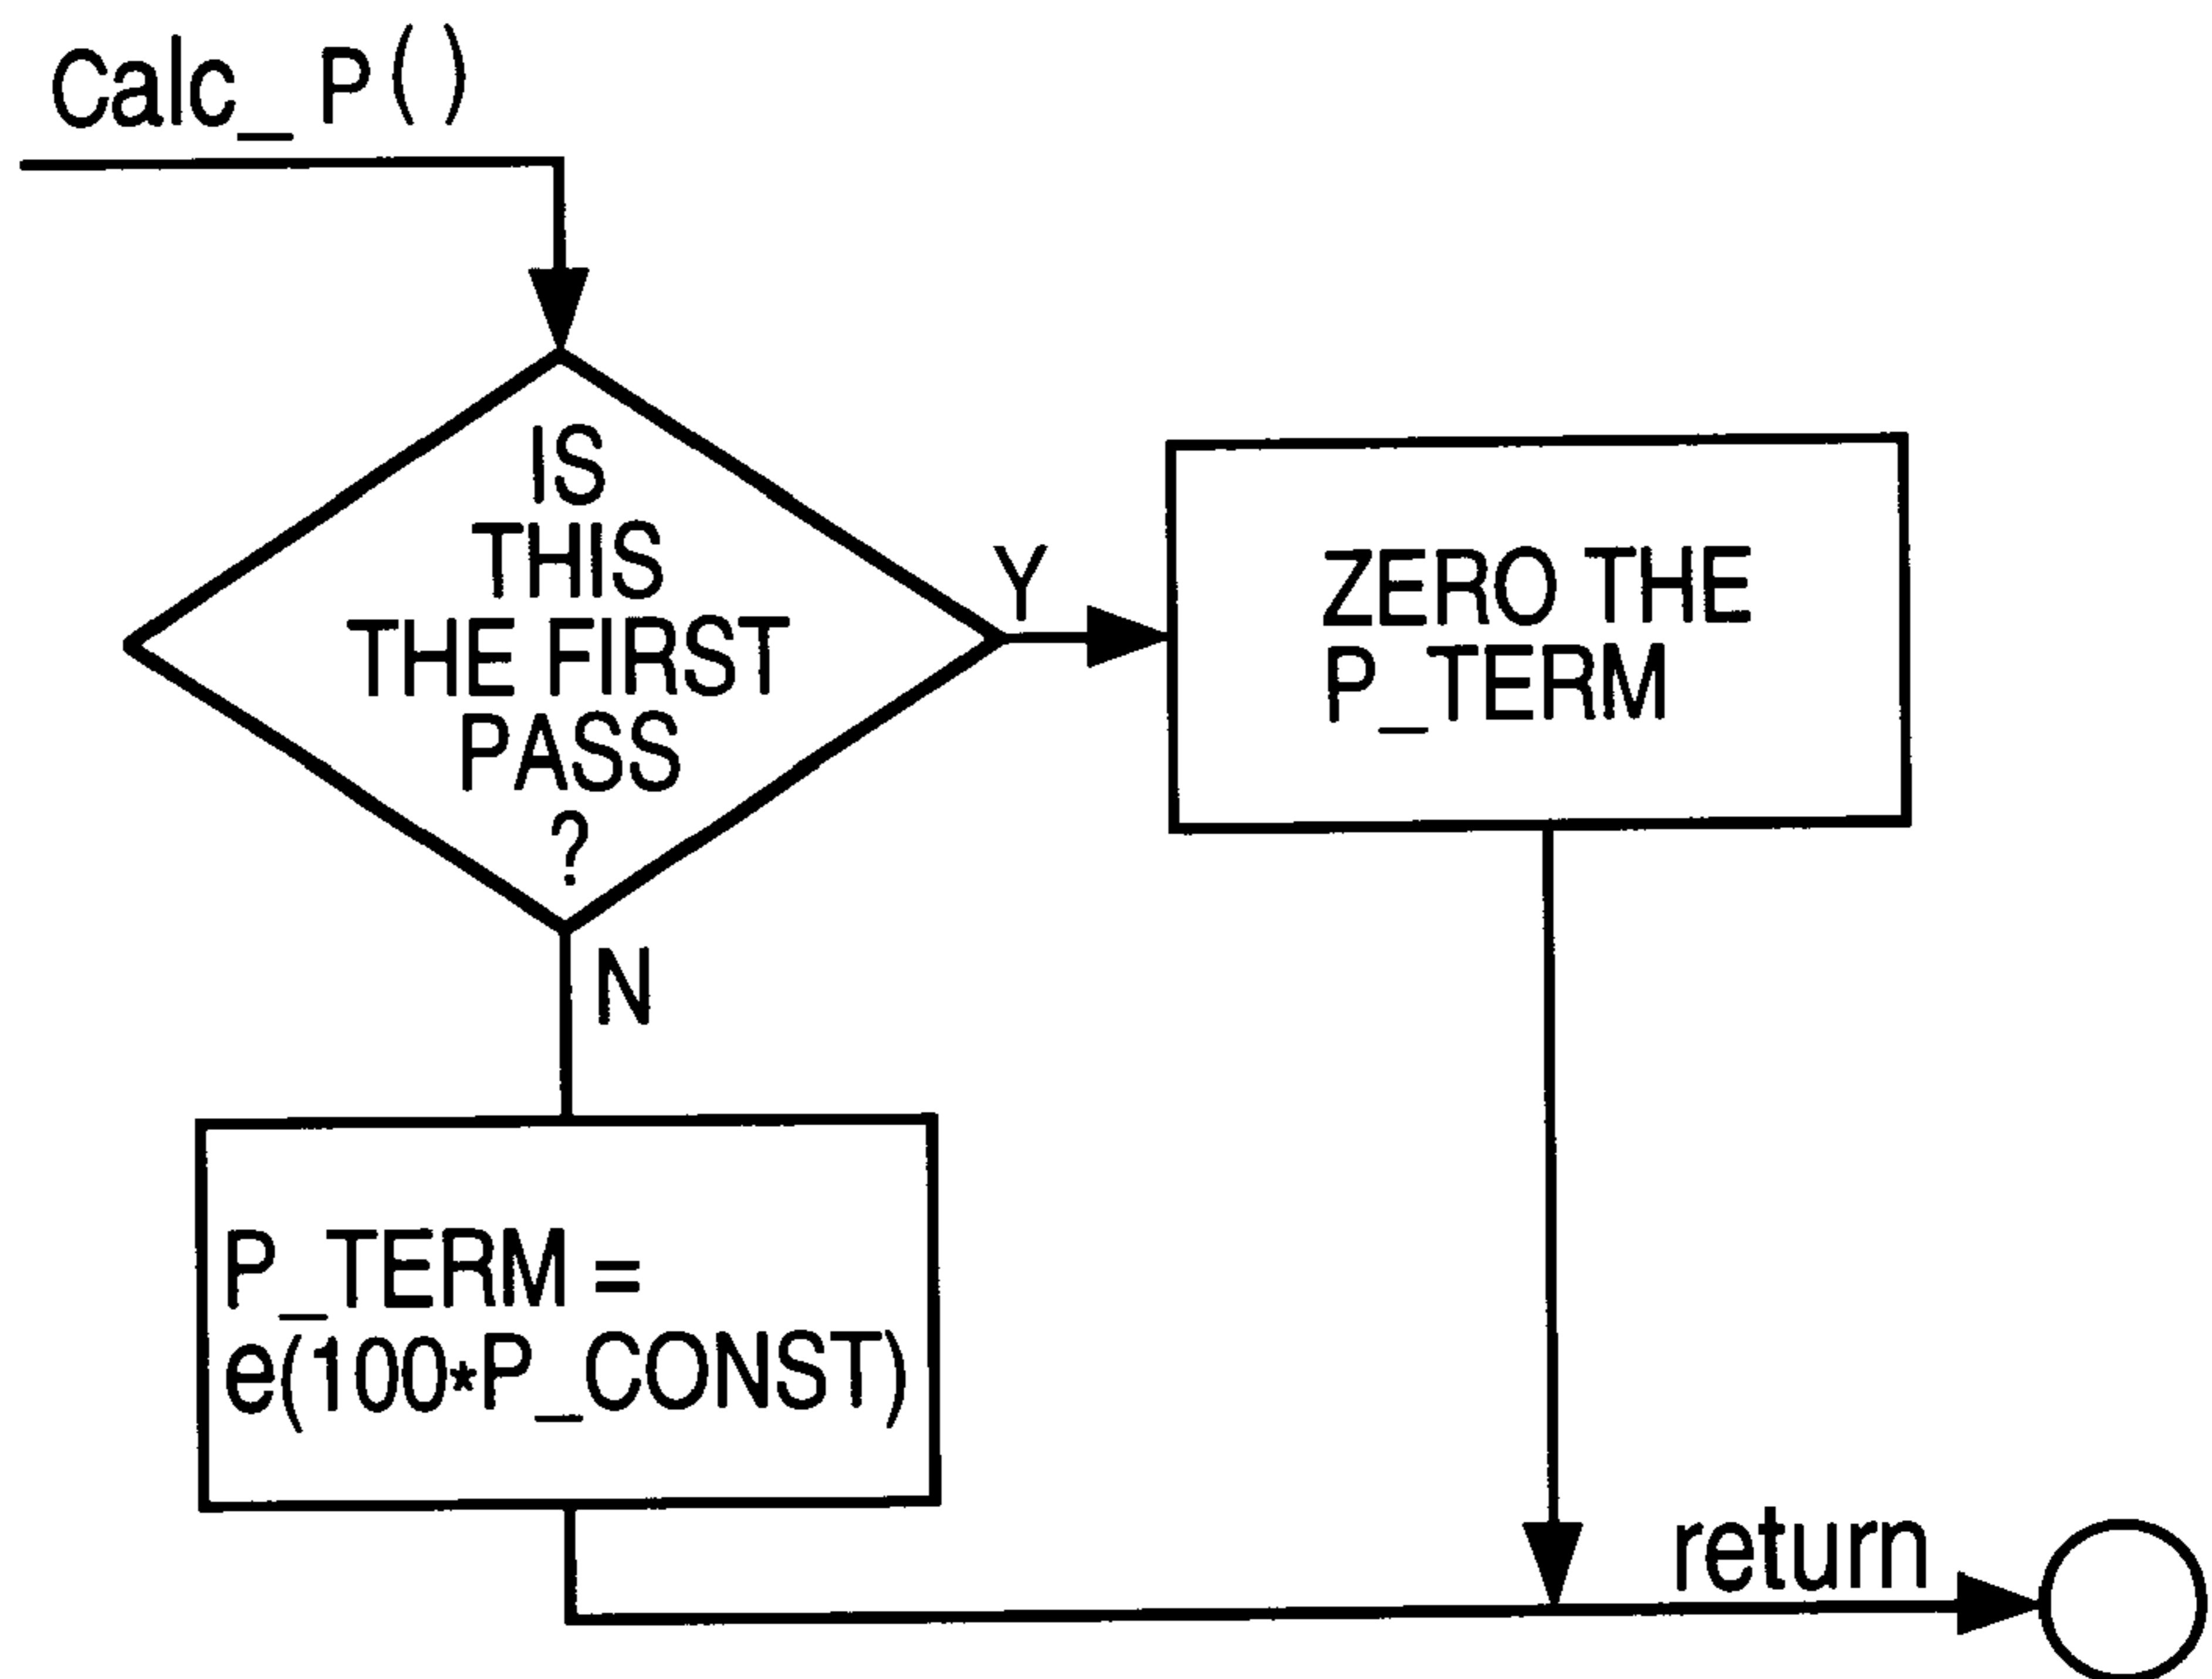 Calc_ P()
IS
THIS
THE FIRST
PASS
?
Y
ZERO THE
P_TERM
N
P_TERM =
e(100*P_CONST)
return